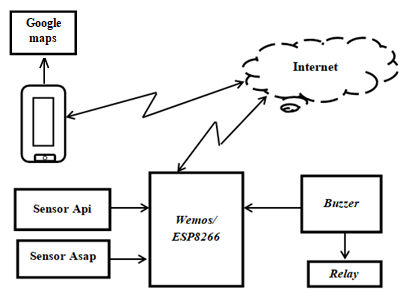 Google
maps
Internet
Sensor Api
Wemos/
ESP8266
Buzzer
Sensor Asap
Relay